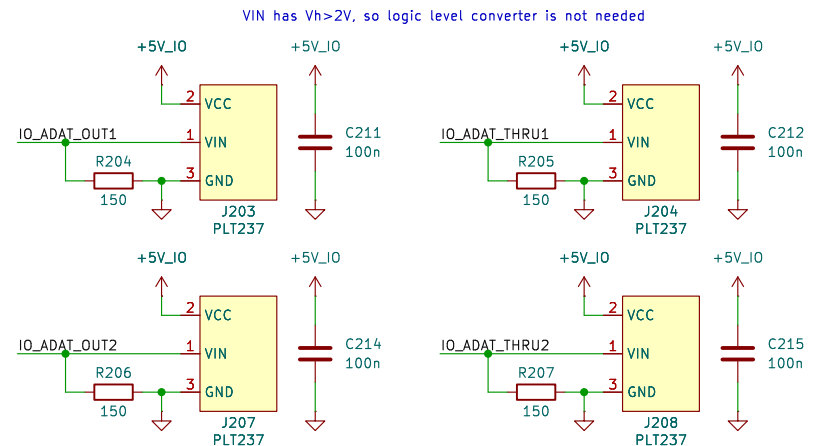 VIN has Vh>2V, so logic level converter is not needed
+5V_IO
+5V_IO
2
VCC
IO_ADAT_OUT1
1
VIN
C211
100n
R204
150
3
GND
J203
PLT237
+5V_IO
+5V_IO
2
VCC
IO_ADAT_THRU1
1
VIN
C212
100n
R205
150
3
GND
J204
PLT237
+5V_IO
+5V_IO
2
VCC
IO_ADAT_OUT2
1
VIN
C214
100n
R206
150
3
GND
J207
PLT237
+5V_IO
+5V_IO
2
VCC
IO_ADAT_THRU2
1
VIN
C215
100n
R207
150
3
GND
J208
PLT237